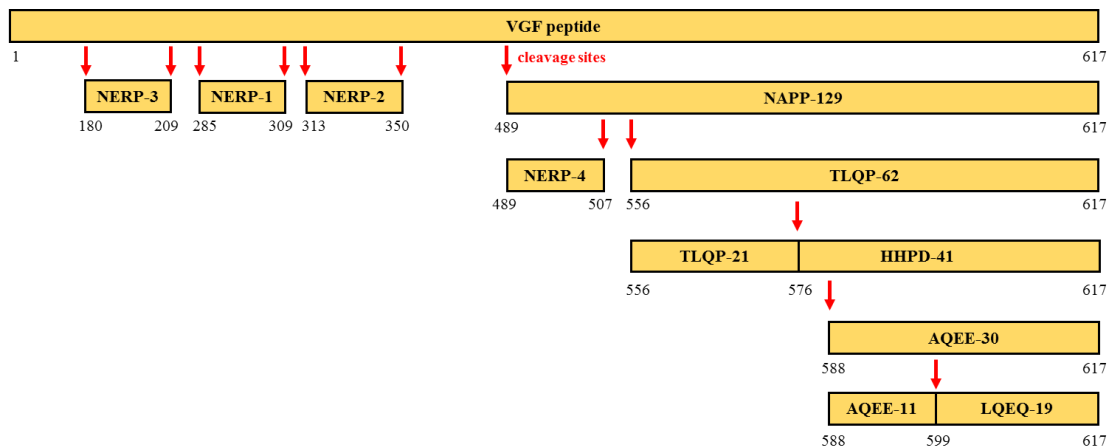 VGF peptide
1 cleavage sites 617
NERP-3 NERP-1 NERP-2 NAPP-129
180 209 285 309 313 350 489 617
NERP-4 TLQP-62
489 507 556 617
TLQP-21 HHPD-41
556 576 617
AQEE-30
588 617
AQEE-11 LQEQ-19
588 599 617